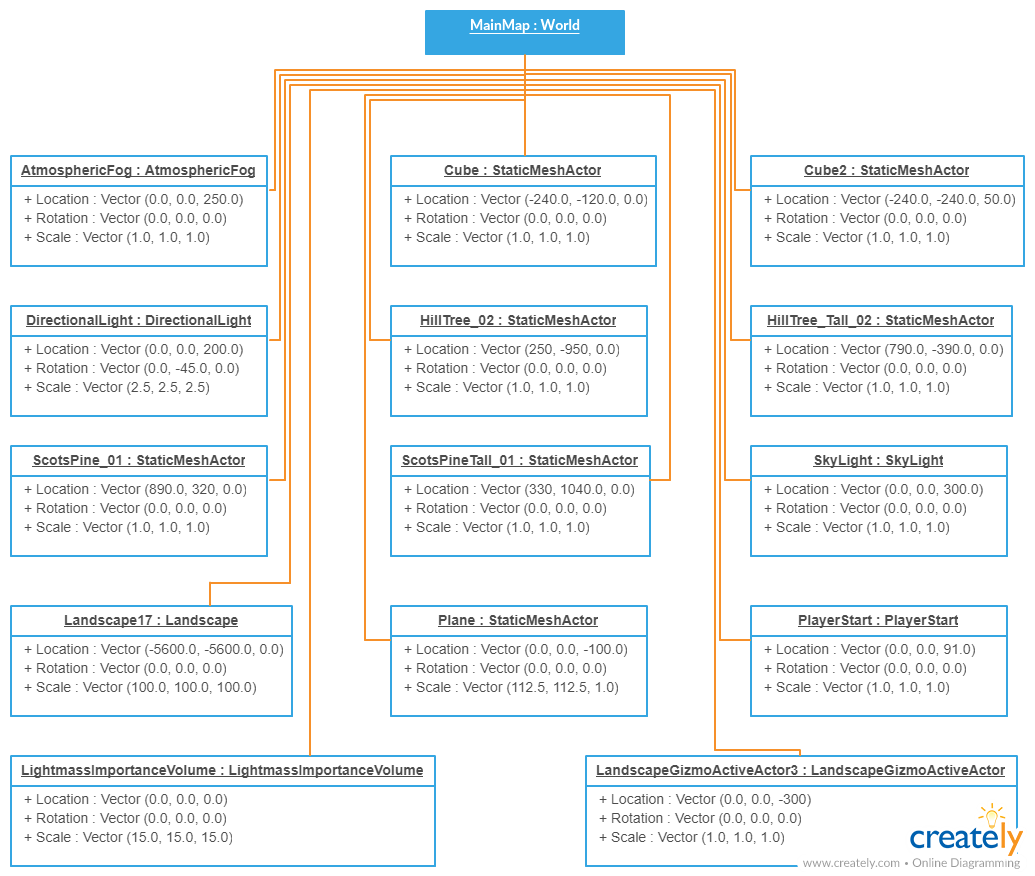 MainMap : World
AtmosphericFog : AtmosphericFog
+ Location : Vector (0.0, 0.0, 250.0)
+ Rotation : Vector (0.0, 0.0, 0.0)
+ Scale : Vector (1.0, 1.0, 1.0)
Cube : StaticMeshActor
+ Location : Vector (-240.0, -120.0, 0.0)
+ Rotation : Vector (0.0, 0.0, 0.0)
+ Scale : Vector (1.0, 1.0, 1.0)
Cube2 : StaticMeshActor
+ Location : Vector (-240.0, -240.0, 50.0)
+ Rotation : Vector (0.0, 0.0, 0.0)
+ Scale : Vector (1.0, 1.0, 1.0)
DirectionalLight : DirectionalLight
+ Location : Vector (0.0, 0.0, 200.0)
+ Rotation : Vector (0.0, -45.0, 0.0)
+ Scale : Vector (2.5, 2.5, 2.5)
HillTree_02 : StaticMeshActor
+ Location : Vector (250, -950, 0.0)
+ Rotation : Vector (0.0, 0.0, 0.0)
+ Scale : Vector (1.0, 1.0, 1.0)
HillTree_Tall_02 : StaticMeshActor
+ Location : Vector (790.0, -390.0, 0.0)
+ Rotation : Vector (0.0, 0.0, 0.0)
+ Scale : Vector (1.0, 1.0, 1.0)
ScotsPine_01 : StaticMeshActor
+ Location : Vector (890.0, 320, 0.0)
+ Rotation : Vector (0.0, 0.0, 0.0)
+ Scale : Vector (1.0, 1.0, 1.0)
ScotsPineTall_01 : StaticMeshActor
+ Location : Vector (330, 1040.0, 0.0)
+ Rotation : Vector (0.0, 0.0, 0.0)
+ Scale : Vector (1.0, 1.0, 1.0)
SkyLight : SkyLight
+ Location : Vector (0.0, 0.0, 300.0)
+ Rotation : Vector (0.0, 0.0, 0.0)
+ Scale : Vector (1.0, 1.0, 1.0)
Landscape17 : Landscape
+ Location : Vector (-5600.0, -5600.0, 0.0)
+ Rotation : Vector (0.0, 0.0, 0.0)
+ Scale : Vector (100.0, 100.0, 100.0)
Plane : StaticMeshActor
+ Location : Vector (0.0, 0.0, -100.0)
+ Rotation : Vector (0.0, 0.0, 0.0)
+ Scale : Vector (112.5, 112.5, 1.0)
PlayerStart : PlayerStart
+ Location : Vector (0.0, 0.0, 91.0)
+ Rotation : Vector (0.0, 0.0, 0.0)
+ Scale : Vector (1.0, 1.0, 1.0)
LightmassImportanceVolume : LightmassImportanceVolume
+ Location : Vector (0.0, 0.0, 0.0)
+ Rotation : Vector (0.0, 0.0, 0.0)
+ Scale : Vector (15.0, 15.0, 15.0)
LandscapeGizmoActiveActor3 : LandscapeGizmoActiveActor
+ Location : Vector (0.0, 0.0, -300)
+ Rotation : Vector (0.0, 0.0, 0.0)
+ Scale : Vector (1.0, 1.0, 1.0)
creately
www.creately.com • Online Diagramming